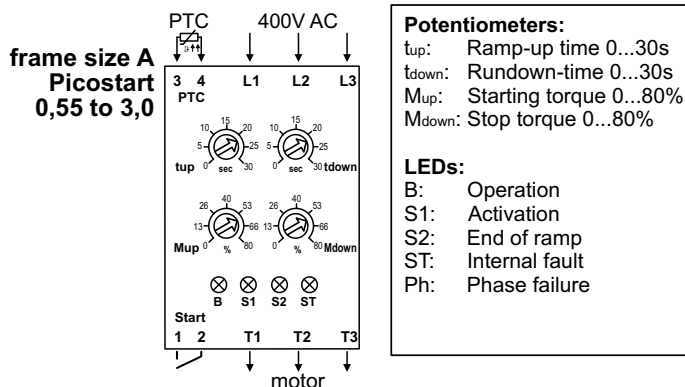 PTC 400V AC
frame size A
Picostart
0,55 to 3,0
ϑ
3 4 L1 L2 L3
PTC
0 5 10 15 20 25 30
tup sec
0 5 10 15 20 25 30
sec tdown
0 13 26 40 53 66 80
Mup %
0 13 26 40 53 66 80
% Mdown
B S1 S2 ST
Start
1 2 T1 T2 T3
motor
Potentiometers:
tup: Ramp-up time 0...30s
tdown: Rundown-time 0...30s
Mup: Starting torque 0...80%
Mdown: Stop torque 0...80%
LEDs:
B: Operation
S1: Activation
S2: End of ramp
ST: Internal fault
Ph: Phase failure